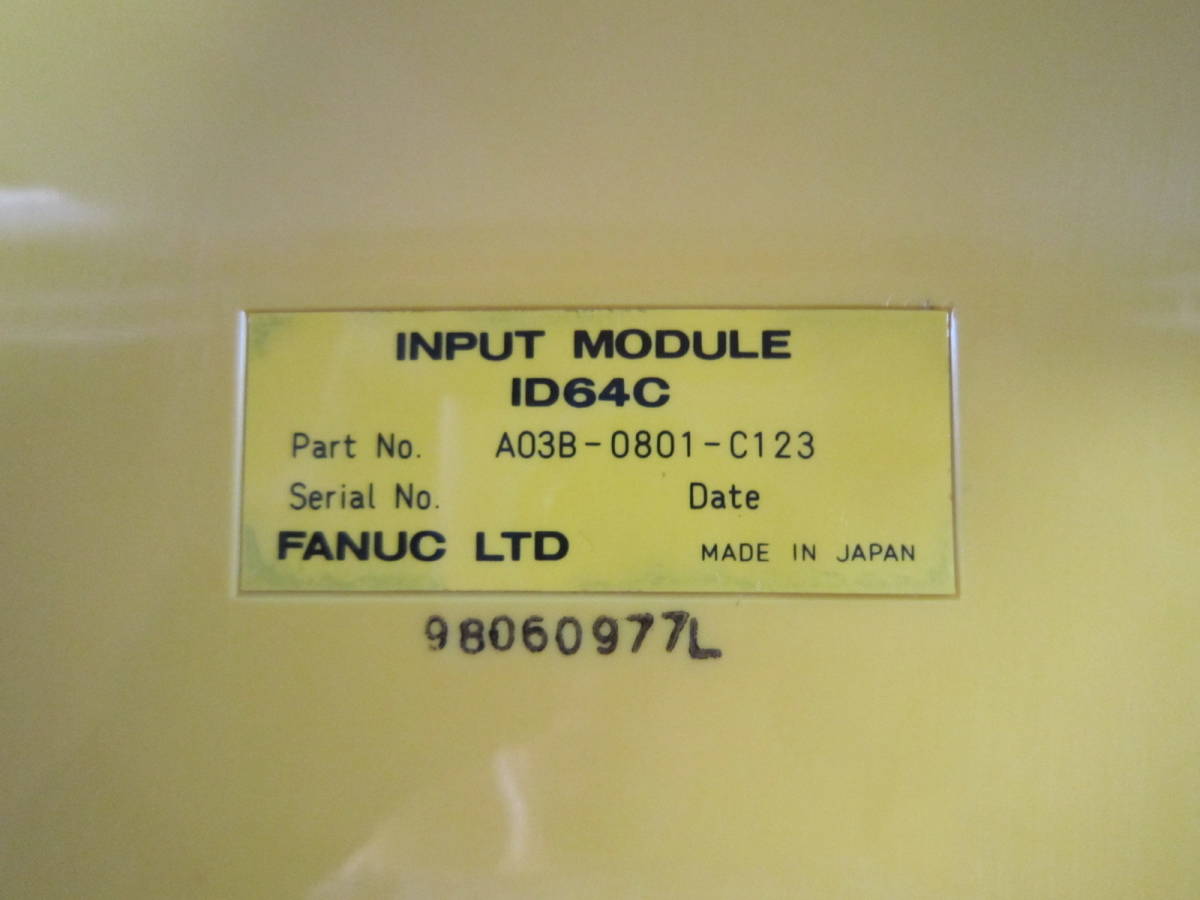 INPUT MODULE
ID64C
Part No. A03B-0801-C123
Serial No. Date
FANUC LTD MADE IN JAPAN
98060977L